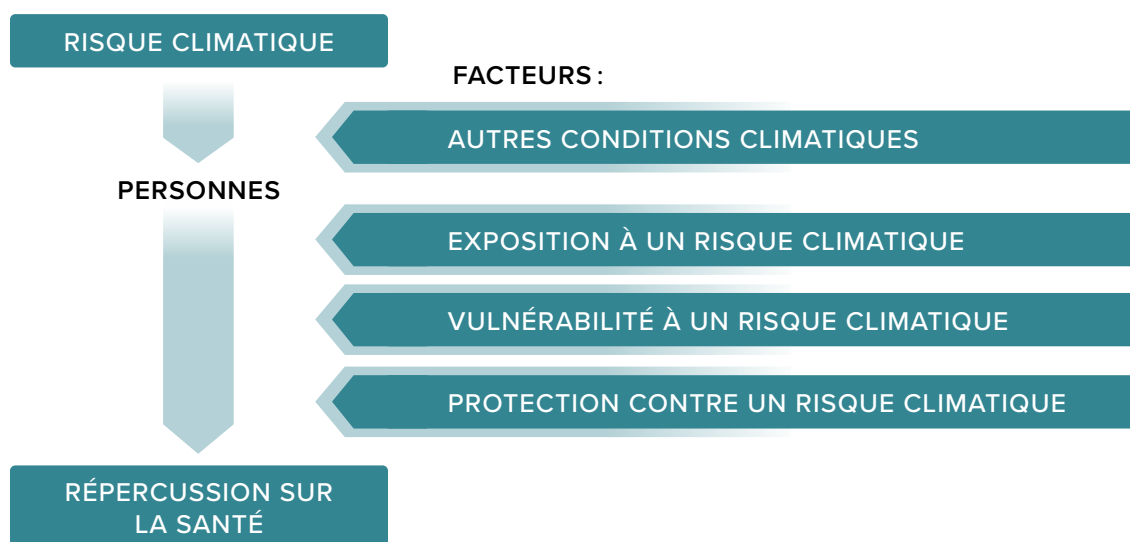 RISQUE CLIMATIQUE
FACTEURS :
AUTRES CONDITIONS CLIMATIQUES
PERSONNES
EXPOSITION À UN RISQUE CLIMATIQUE
VULNÉRABILITÉ À UN RISQUE CLIMATIQUE
PROTECTION CONTRE UN RISQUE CLIMATIQUE
RÉPERCUSSION SUR
LA SANTÉ